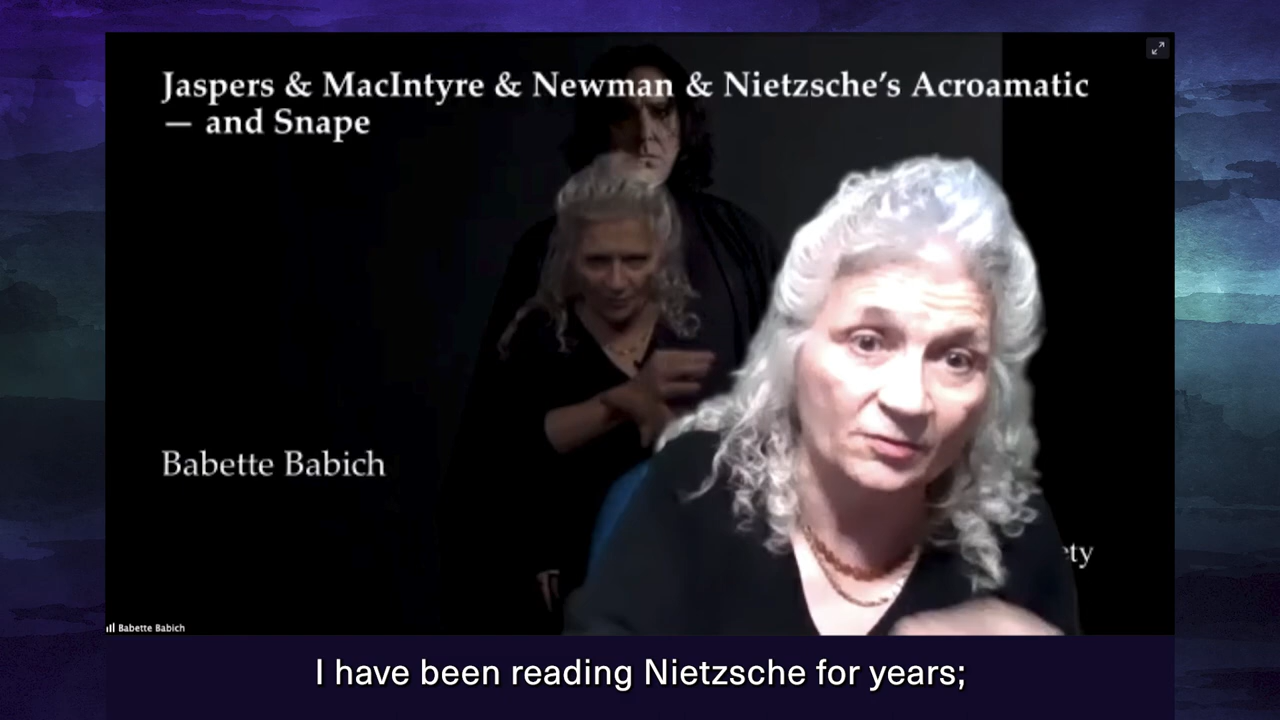 Jaspers & MacIntyre & Newman & Nietzsche’s Acroamatic
— and Snape
Babette Babich
ety
Babette Babich
I have been reading Nietzsche for years;